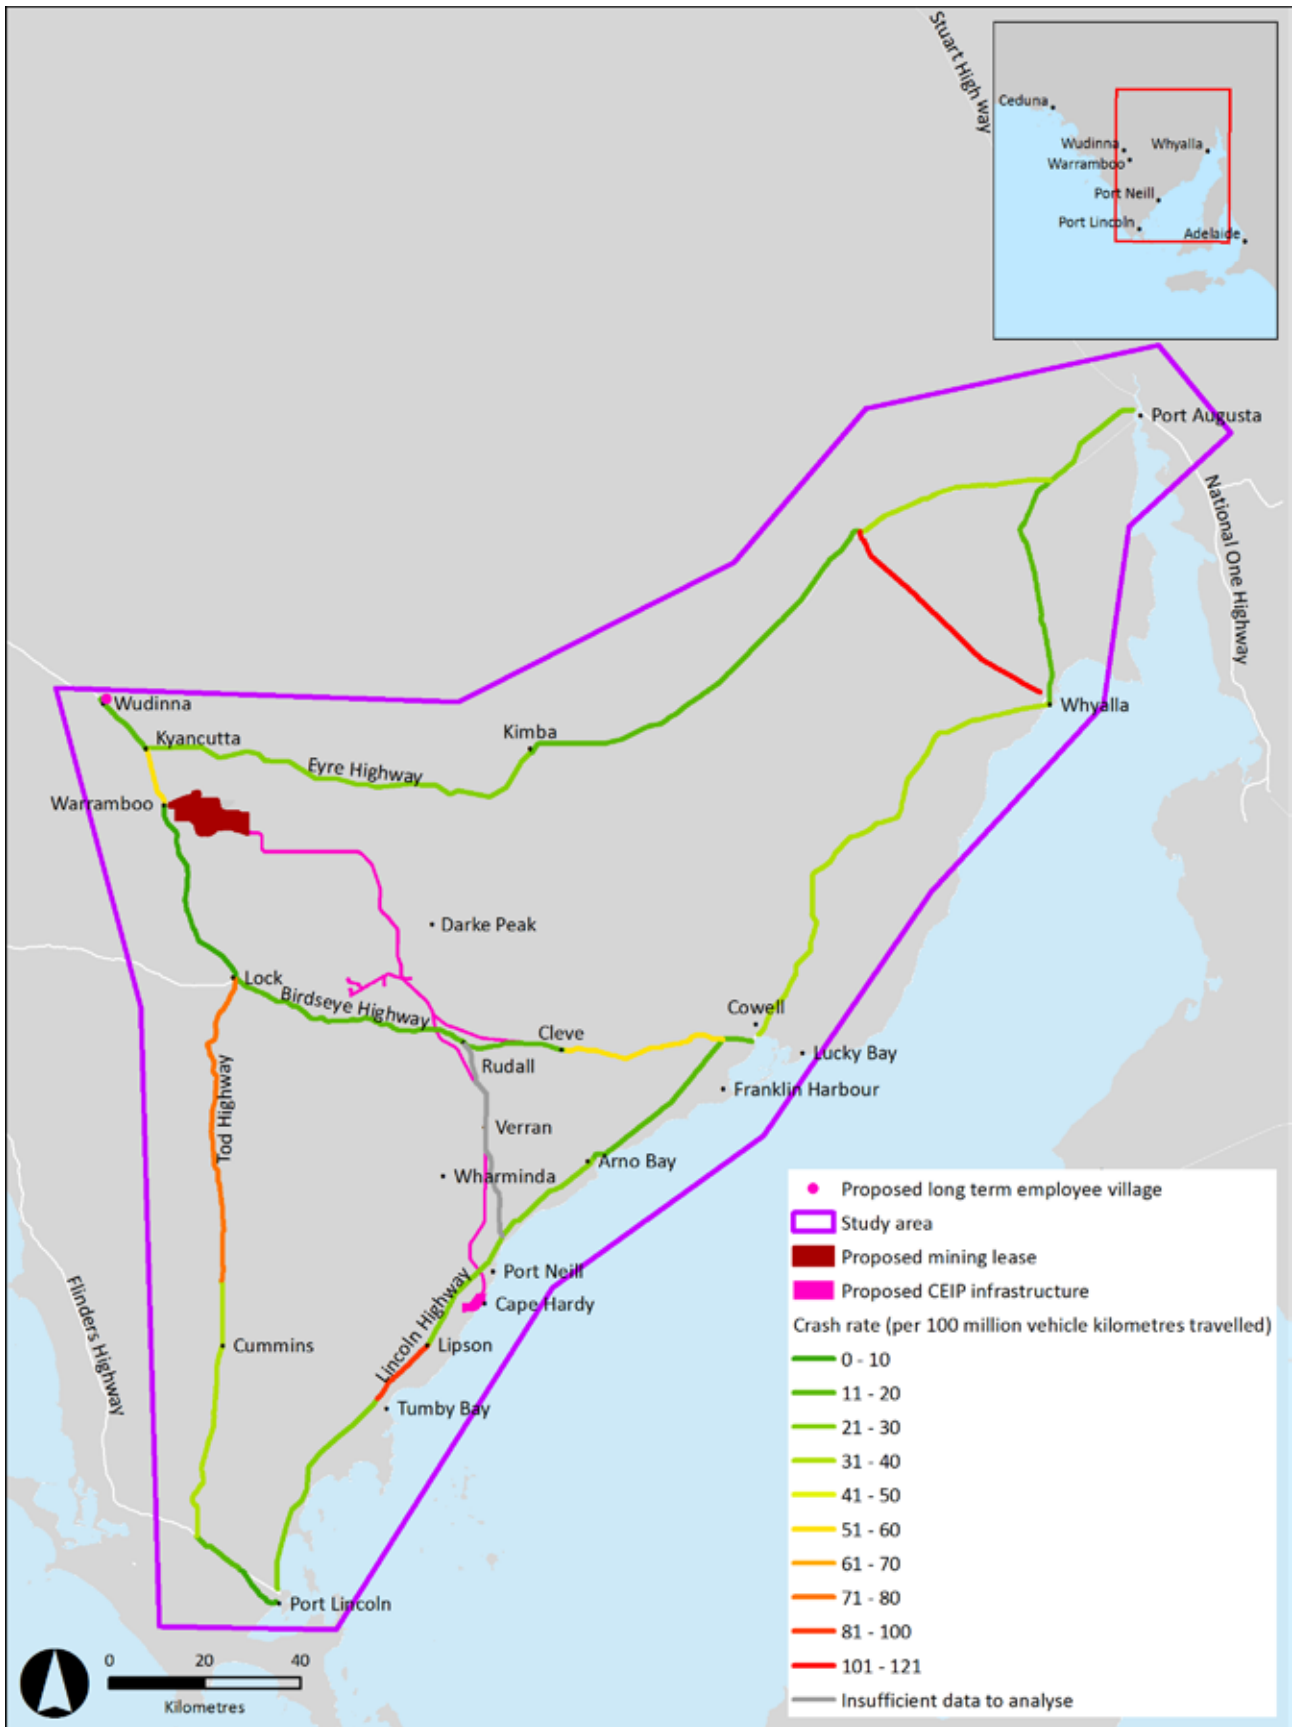 Stuart High way
Ceduna
Wudinna
Warramboo
Whyalla
Port Neill
Port Lincoln
Adelaide
Port Augusta
National One Highway
Wudinna
Kyancutta
Kimba
Whyalla
Eyre Highway
Warramboo
Darke Peak
Lock
Birdseye Highway
Cowell
Cleve
Lucky Bay
Rudall
Franklin Harbour
Tod Highway
Verran
Arno Bay
Wharminda
Flinders Highway
Port Neill
Lincoln Highway
Cape Hardy
Cummins
Lipson
Tumby Bay
Port Lincoln
Proposed long term employee village
Study area
Proposed mining lease
Proposed CEIP infrastructure
Crash rate (per 100 million vehicle kilometres travelled)
0 - 10
11 - 20
21 - 30
31 - 40
41 - 50
51 - 60
61 - 70
71 - 80
81 - 100
101 - 121
Insufficient data to analyse
0 20 40
Kilometres